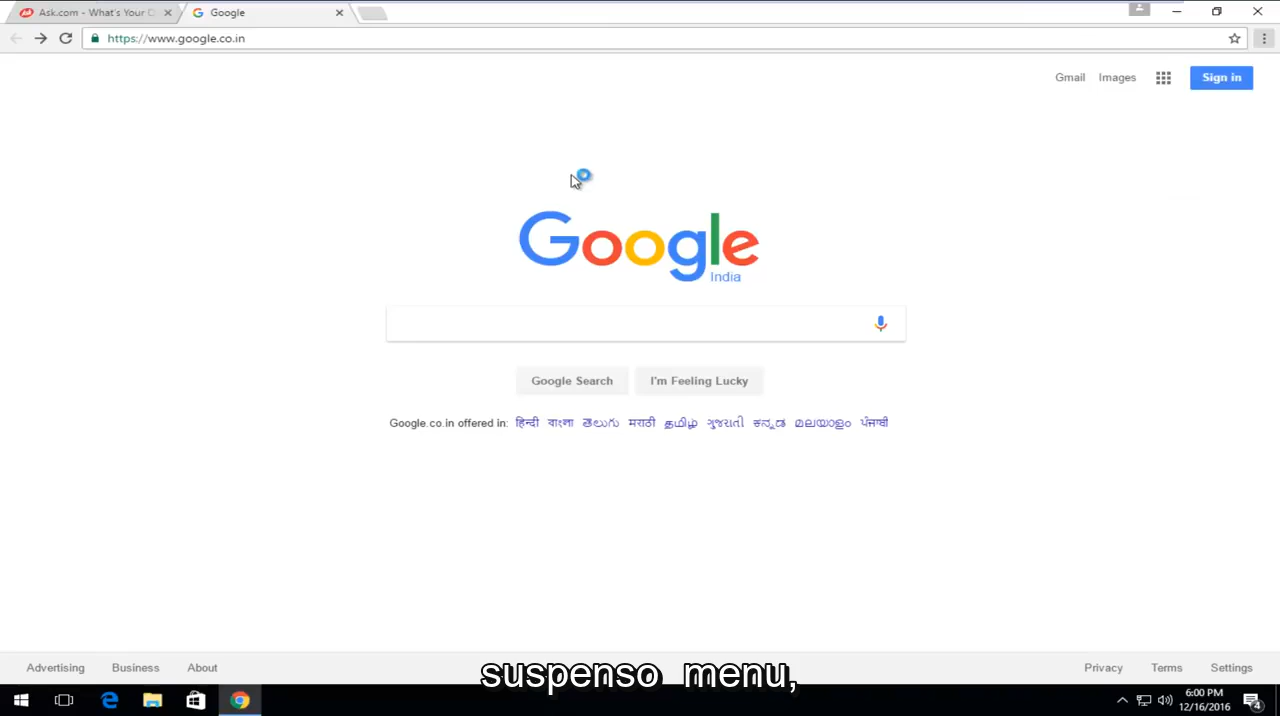 Ask.com - What's Your
Google
https://www.google.co.in
Gmail Images Sign in
Google
India
Google Search I'm Feeling Lucky
Google.co.in offered in: हिन्दी বাংলা తెలుగు मराठी தமிழ் ગુજરાતી ಕನ್ನಡ മലയാളം ਪੰਜਾਬੀ
Advertising Business About Privacy Terms Settings
suspenso menu,
6:00 PM
12/16/2016
4